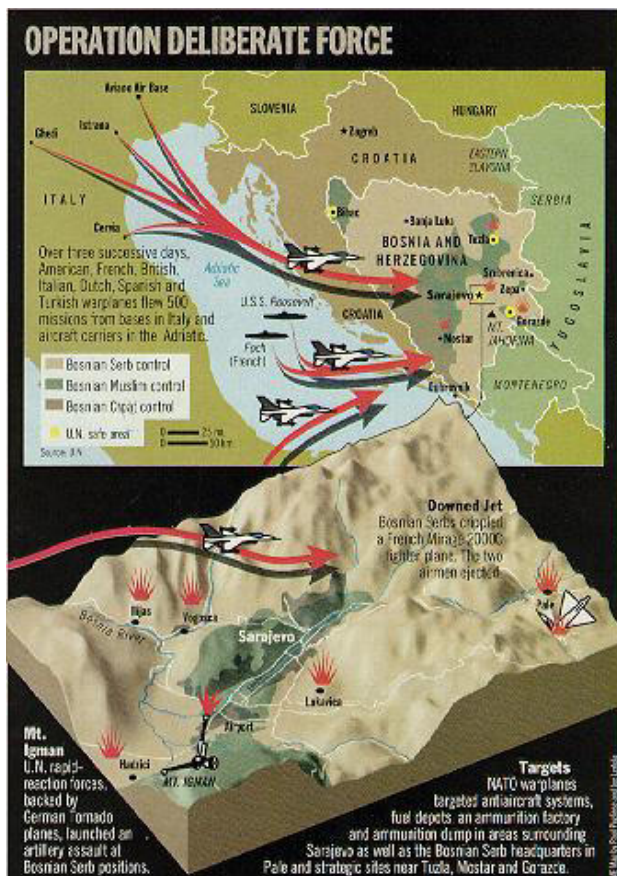 OPERATION DELIBERATE FORCE
Aviano Air Base
Istrana
Ghedi
Cervia
SLOVENIA
HUNGARY
Zagreb
CROATIA
EASTERN
SLAVONIA
ITALY
SERBIA
Bihac
Banja Luka
Tuzla
BOSNIA AND
HERZEGOVINA
Srebrenica
Zepa
Sarajevo
Gorazde
MT.
JAHORINA
YUGOSLAVIA
Adriatic
Sea
U.S.S. Roosevelt
CROATIA
Foch
(French)
Mostar
Dubrovnik
MONTENEGRO
Over three successive days,
American, French, British,
Italian, Dutch, Spanish and
Turkish warplanes flew 500
missions from bases in Italy and
aircraft carriers in the Adriatic.
Bosnian Serb control
Bosnian Muslim control
Bosnian Croat control
U.N. safe area
0 25 mi.
0 50 km.
Source: U.N.
Downed Jet
Bosnian Serbs crippled
a French Mirage 2000C
fighter plane. The two
airmen ejected.
Ilijas
Vogosca
Bosnia River
Sarajevo
Pale
Lukavica
Airport
Hadzici
MT. IGMAN
Mt.
Igman
U.N. rapid-
reaction forces,
backed by
German Tornado
planes, launched an
artillery assault at
Bosnian Serb positions.
Targets
NATO warplanes
targeted antiaircraft systems,
fuel depots, an ammunition factory
and ammunition dump in areas surrounding
Sarajevo as well as the Bosnian Serb headquarters in
Pale and strategic sites near Tuzla, Mostar and Gorazde.